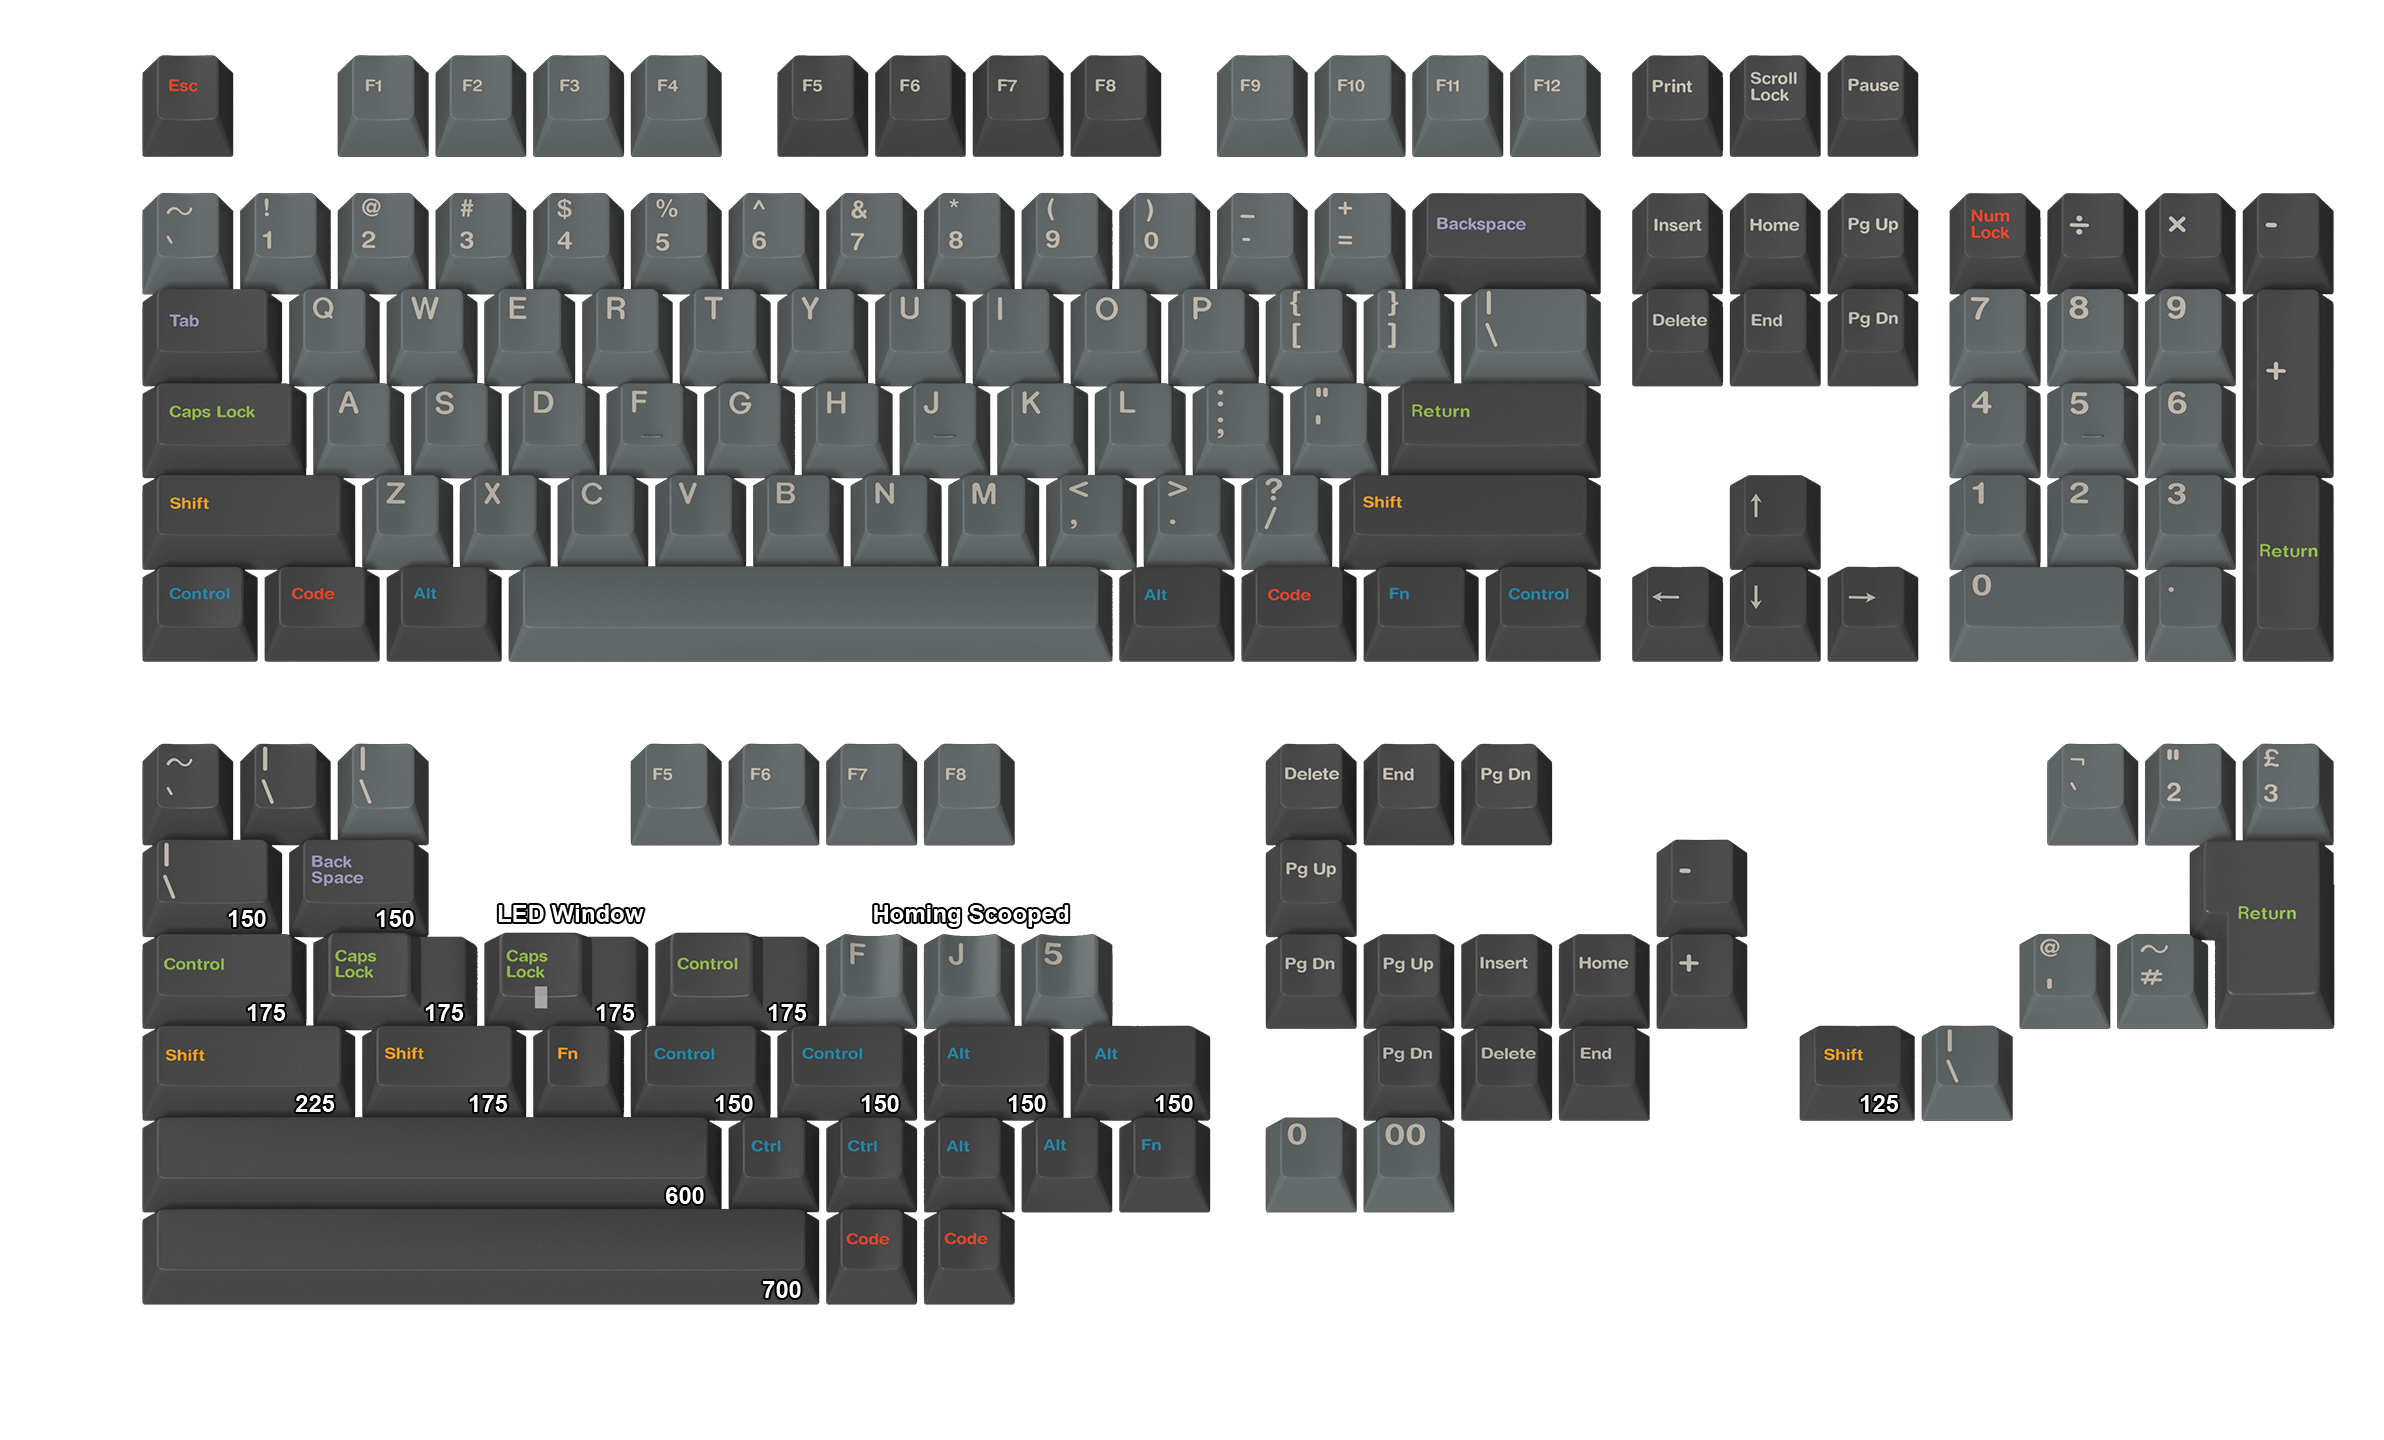 Esc F1 F2 F3 F4 F5 F6 F7 F8 F9 F10 F11 F12 Print Scroll Lock Pause
~ ` ! 1 @ 2 # 3 $ 4 % 5 ^ 6 & 7 * 8 ( 9 ) 0 _ - + = Backspace Insert Home Pg Up Num Lock ÷ × -
Tab Q W E R T Y U I O P { [ } ] | \ Delete End Pg Dn 7 8 9 +
Caps Lock A S D F G H J K L : ; " ' Return 4 5 6
Shift Z X C V B N M < , > . ? / Shift ↑ 1 2 3 Return
Control Code Alt Alt Code Fn Control ← ↓ → 0 .
~ ` | \ | \ F5 F6 F7 F8 Delete End Pg Dn ¬ ` " 2 £ 3
| \ 150 Back Space 150 Pg Up - Return
LED Window Homing Scooped
Control 175 Caps Lock 175 Caps Lock 175 Control 175 F J 5 Pg Dn Pg Up Insert Home + @ ' ~ #
Shift 225 Shift 175 Fn Control 150 Control 150 Alt 150 Alt 150 Pg Dn Delete End Shift 125 | \
600 Ctrl Ctrl Alt Alt Fn 0 00
700 Code Code